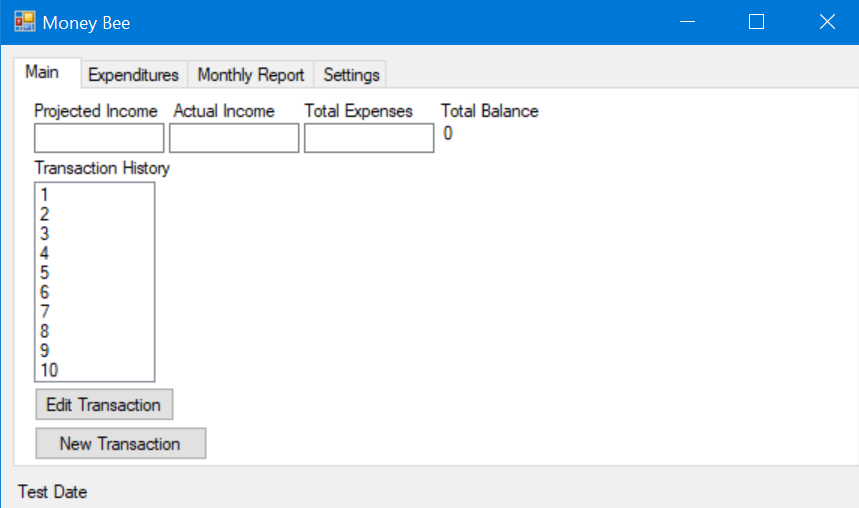 Money Bee
Main Expenditures Monthly Report Settings
Projected Income Actual Income Total Expenses Total Balance
0
Transaction History
1
2
3
4
5
6
7
8
9
10
Edit Transaction
New Transaction
Test Date